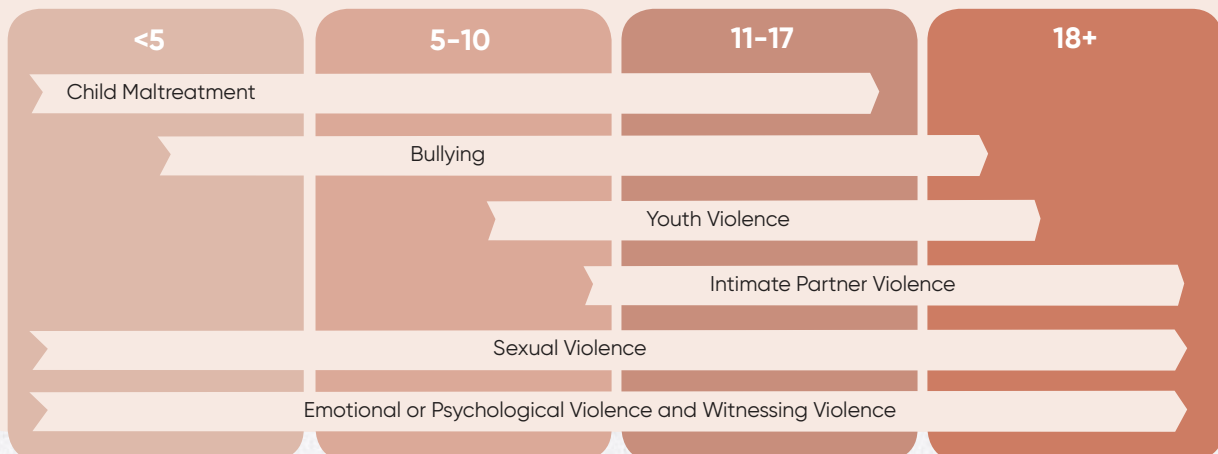 <5 5-10 11-17 18+
Child Maltreatment
Bullying
Youth Violence
Intimate Partner Violence
Sexual Violence
Emotional or Psychological Violence and Witnessing Violence